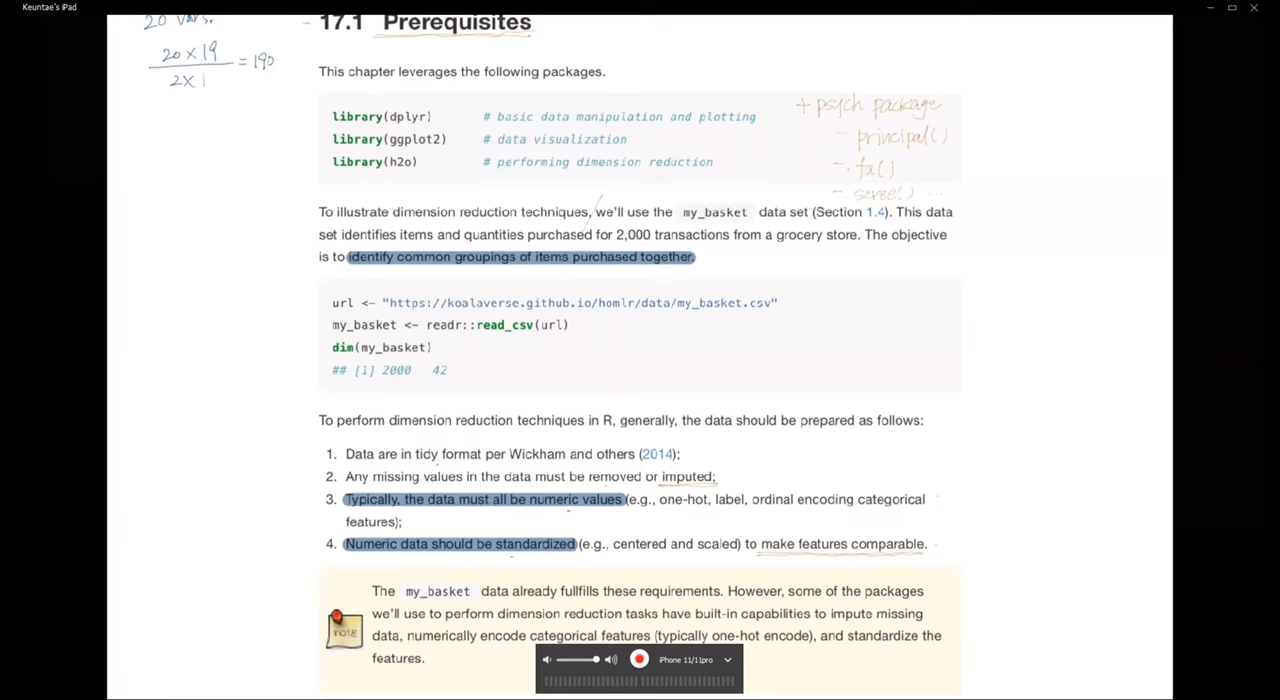 Keuntae's iPad
20 vars.
20 × 19
2 × 1
= 190
17.1 Prerequisites
This chapter leverages the following packages.
library(dplyr) # basic data manipulation and plotting
library(ggplot2) # data visualization
library(h2o) # performing dimension reduction
+ psych package
- principal()
-. fa()
-. scree() ...
To illustrate dimension reduction techniques, we'll use the my_basket data set (Section 1.4). This data
set identifies items and quantities purchased for 2,000 transactions from a grocery store. The objective
is to identify common groupings of items purchased together.
url <- "https://koalaverse.github.io/homlr/data/my_basket.csv"
my_basket <- readr::read_csv(url)
dim(my_basket)
## [1] 2000 42
To perform dimension reduction techniques in R, generally, the data should be prepared as follows:
1. Data are in tidy format per Wickham and others (2014);
2. Any missing values in the data must be removed or imputed;
3. Typically, the data must all be numeric values (e.g., one-hot, label, ordinal encoding categorical
features);
4. Numeric data should be standardized (e.g., centered and scaled) to make features comparable.
note
The my_basket data already fullfills these requirements. However, some of the packages
we'll use to perform dimension reduction tasks have built-in capabilities to impute missing
data, numerically encode categorical features (typically one-hot encode), and standardize the
features.
iPhone 11/11pro